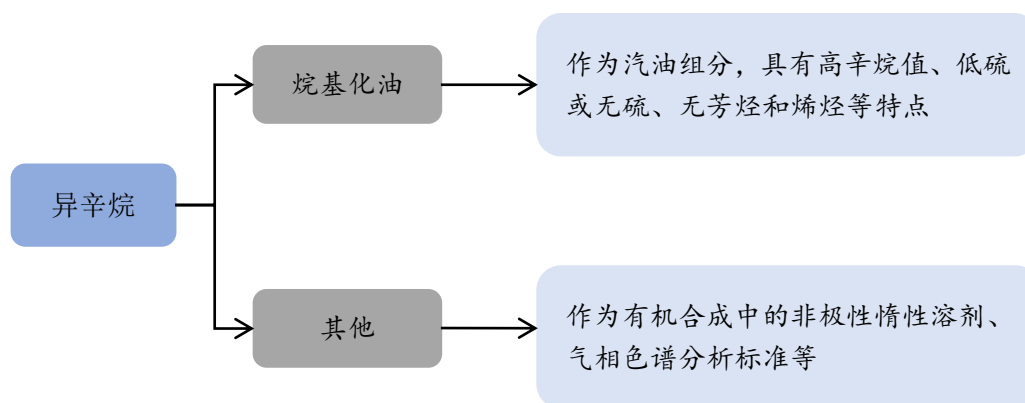 烷基化油
作为汽油组分，具有高辛烷值、低硫
或无硫、无芳烃和烯烃等特点
异辛烷
其他
作为有机合成中的非极性惰性溶剂、
气相色谱分析标准等